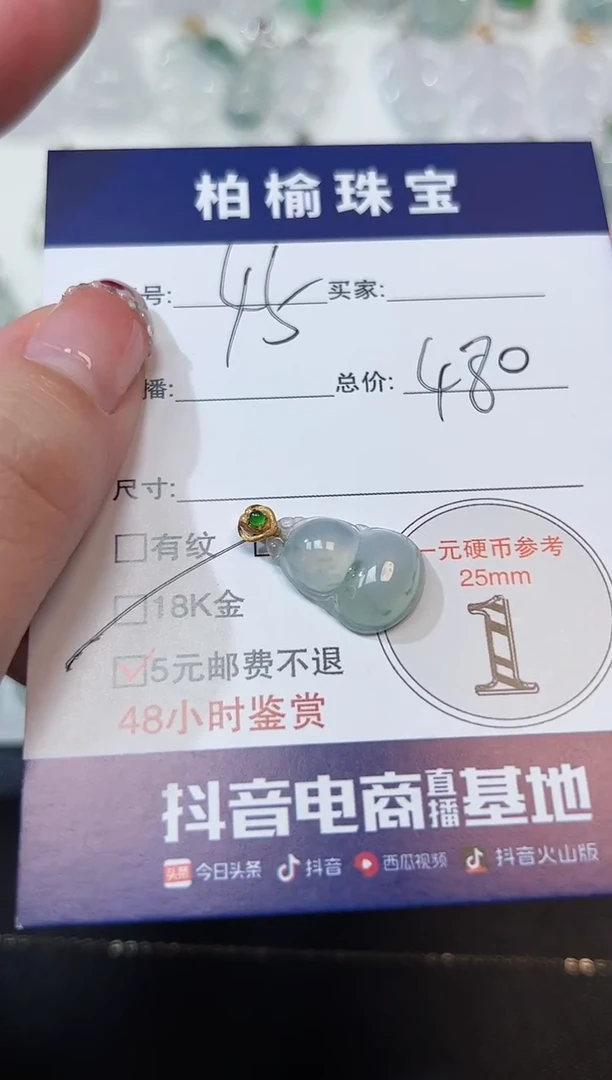 柏榆珠宝
号: 45 买家:
播: 总价: 480
尺寸:
有纹
18K金
5元邮费不退
48小时鉴赏
一元硬币参考
25mm
1
抖音电商直播基地
头条 今日头条 抖音 西瓜视频 抖音火山版